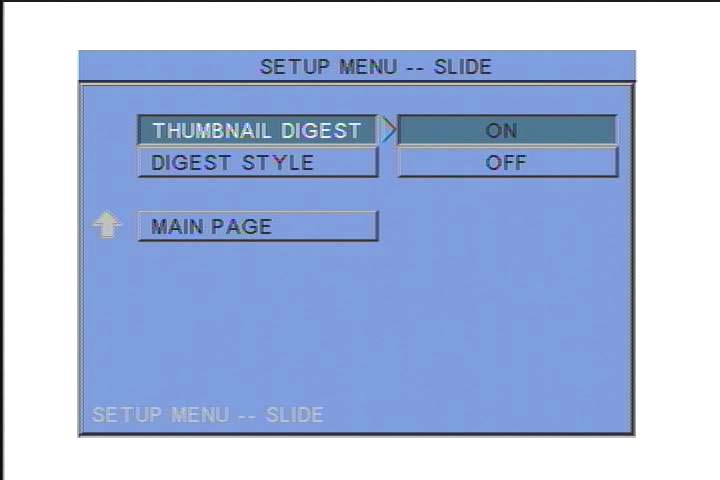 SETUP MENU -- SLIDE
THUMBNAIL DIGEST
ON
DIGEST STYLE
OFF
MAIN PAGE
SETUP MENU -- SLIDE